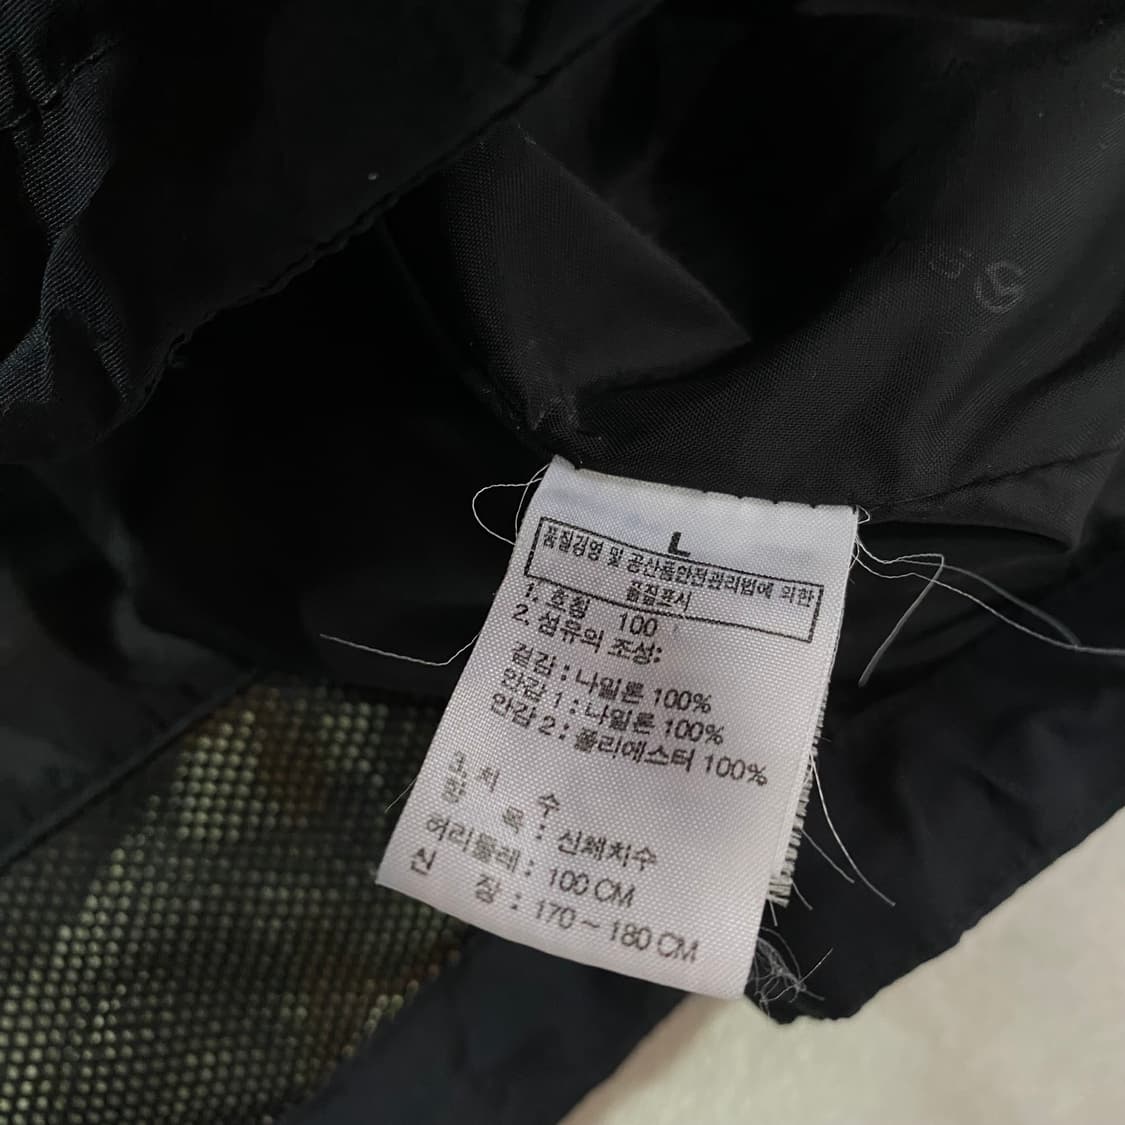 L
품질경영 및 공산품안전관리법에 의한
품질표시
1. 호칭 100
2. 섬유의 조성:
겉감 : 나일론 100%
안감 1 : 나일론 100%
안감 2 : 폴리에스터 100%
3. 치 수
항 목 : 신체치수
허리둘레 : 100 CM
신 장 : 170 ~ 180 CM